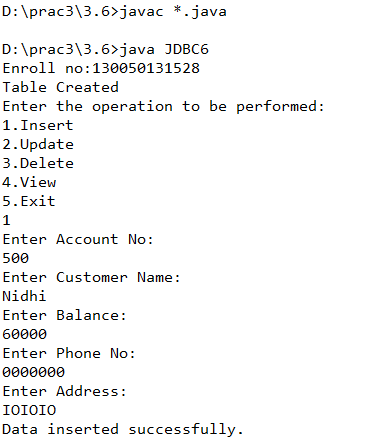 D:\prac3\3.6>javac *.java
D:\prac3\3.6>java JDBC6
Enroll no:130050131528
Table Created
Enter the operation to be performed:
1.Insert
2.Update
3.Delete
4.View
5.Exit
1
Enter Account No:
500
Enter Customer Name:
Nidhi
Enter Balance:
60000
Enter Phone No:
0000000
Enter Address:
IOIOIO
Data inserted successfully.